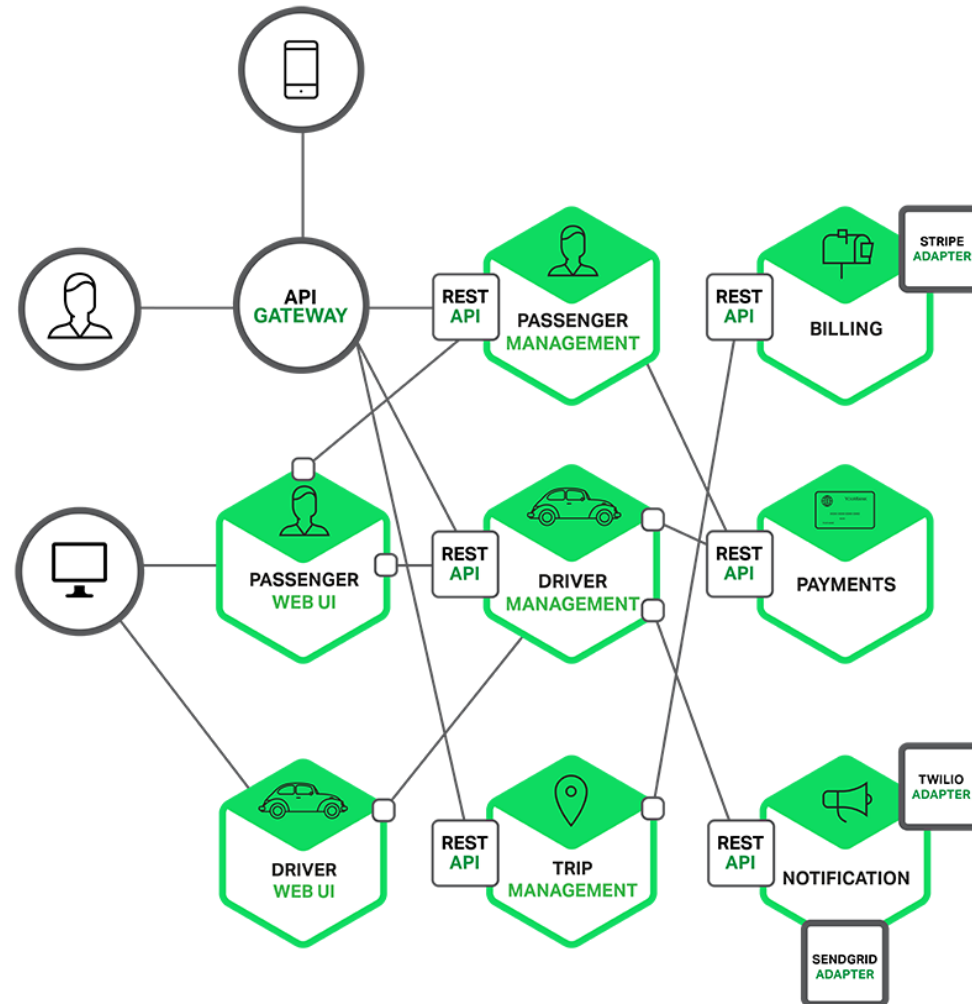 API
GATEWAY
REST
API
PASSENGER
MANAGEMENT
REST
API
BILLING
STRIPE
ADAPTER
PASSENGER
WEB UI
REST
API
DRIVER
MANAGEMENT
REST
API
PAYMENTS
DRIVER
WEB UI
REST
API
TRIP
MANAGEMENT
REST
API
NOTIFICATION
TWILIO
ADAPTER
SENDGRID
ADAPTER